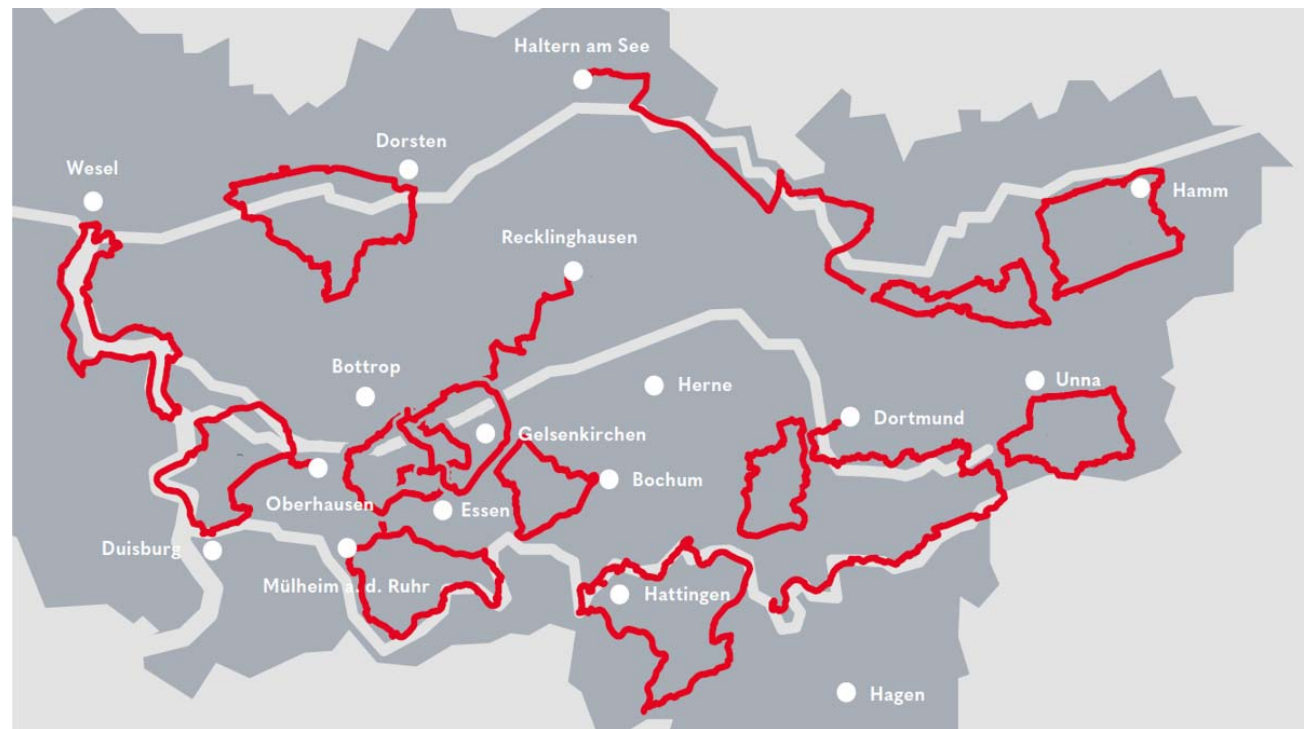 Haltern am See
Dorsten
Wesel
Hamm
Recklinghausen
Bottrop
Herne
Unna
Dortmund
Gelsenkirchen
Bochum
Oberhausen
Essen
Duisburg
Mülheim a. d. Ruhr
Hattingen
Hagen